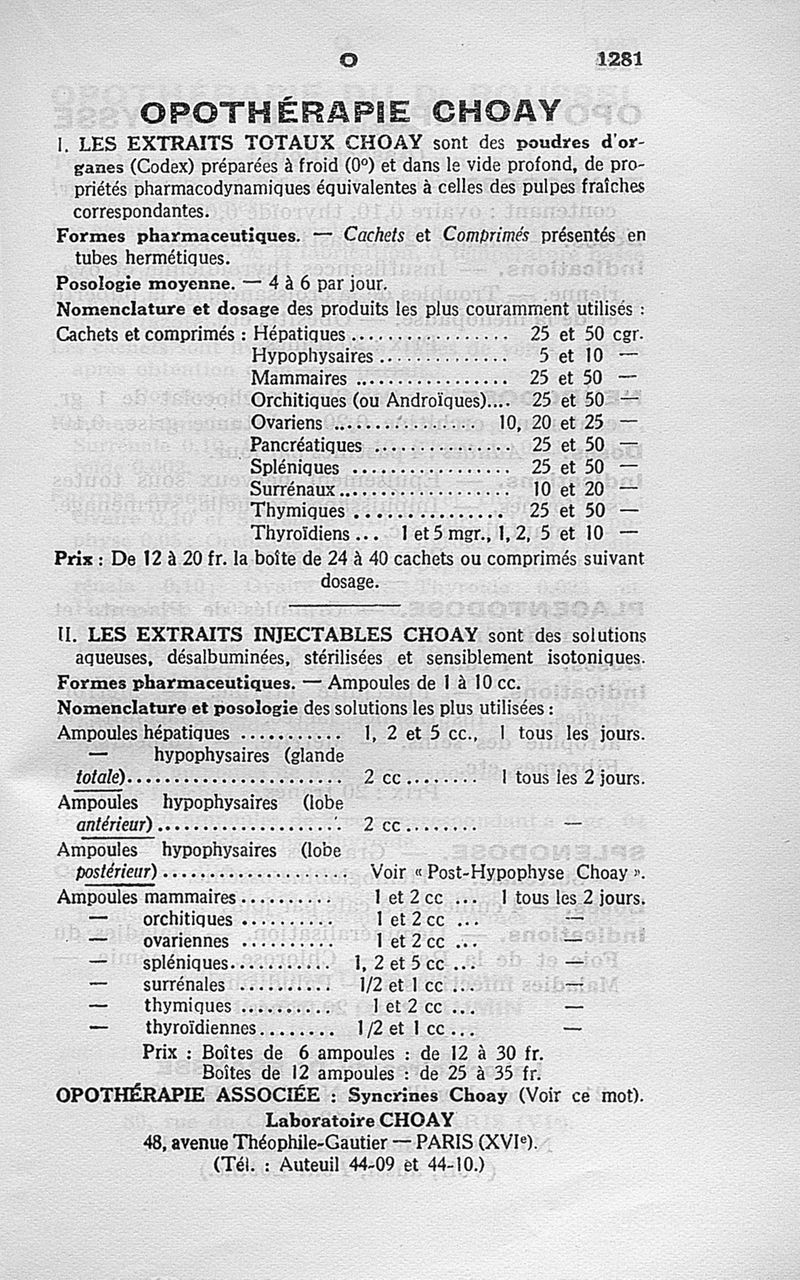 O 1281
OPOTHÉRAPIE CHOAY
I. LES EXTRAITS TOTAUX CHOAY sont des poudres d'or-
ganes (Codex) préparées à froid (0°) et dans le vide profond, de pro-
priétés pharmacodynamiques équivalentes à celles des pulpes fraîches
correspondantes.
Formes pharmaceutiques. — Cachets et Comprimés présentés en
tubes hermétiques.
Posologie moyenne. — 4 à 6 par jour.
Nomenclature et dosage des produits les plus couramment utilisés :
Cachets et comprimés : Hépatiques ................ 25 et 50 cgr.
Hypophysaires ............. 5 et 10 —
Mammaires ................ 25 et 50 —
Orchitiques (ou Androïques).... 25 et 50 —
Ovariens ............... 10, 20 et 25 —
Pancréatiques .............. 25 et 50 —
Spléniques ................ 25 et 50 —
Surrénaux .................. 10 et 20 —
Thymiques ................ 25 et 50 —
Thyroïdiens ... 1 et 5 mgr., 1, 2, 5 et 10 —
Prix : De 12 à 20 fr. la boîte de 24 à 40 cachets ou comprimés suivant
dosage.
II. LES EXTRAITS INJECTABLES CHOAY sont des solutions
aqueuses, désalbuminées, stérilisées et sensiblement isotoniques.
Formes pharmaceutiques. — Ampoules de 1 à 10 cc.
Nomenclature et posologie des solutions les plus utilisées :
Ampoules hépatiques ........... 1, 2 et 5 cc., 1 tous les jours.
— hypophysaires (glande
totale)....................... 2 cc ........ 1 tous les 2 jours.
Ampoules hypophysaires (lobe
antérieur) .................... 2 cc ........ —
Ampoules hypophysaires (lobe
postérieur) .................... Voir « Post-Hypophyse Choay ».
Ampoules mammaires .......... 1 et 2 cc ... 1 tous les 2 jours.
— orchitiques .......... 1 et 2 cc ... —
— ovariennes .......... 1 et 2 cc ... —
— spléniques........... 1, 2 et 5 cc ... —
— surrénales ........... 1/2 et 1 cc ... —
— thymiques .......... 1 et 2 cc ... —
— thyroïdiennes........ 1/2 et 1 cc ... —
Prix : Boîtes de 6 ampoules : de 12 à 30 fr.
Boîtes de 12 ampoules : de 25 à 35 fr.
OPOTHÉRAPIE ASSOCIÉE : Syncrines Choay (Voir ce mot).
Laboratoire CHOAY
48, avenue Théophile-Gautier — PARIS (XVIe).
(Tél. : Auteuil 44-09 et 44-10.)